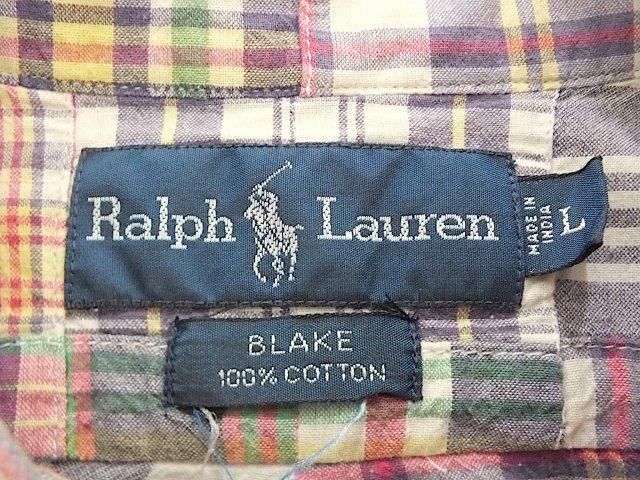 Ralph Lauren
MADE IN
INDIA
L
BLAKE
100% COTTON